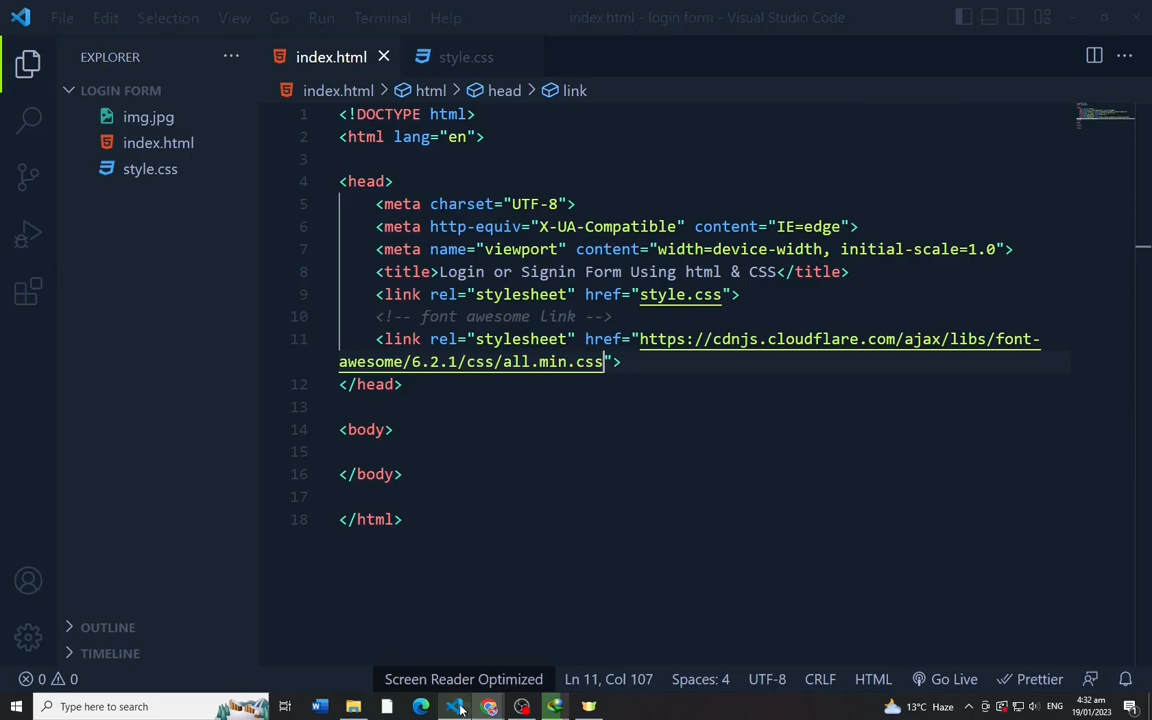 File Edit Selection View Go Run Terminal Help index.html - login form - Visual Studio Code
EXPLORER ··· index.html style.css
LOGIN FORM
img.jpg
index.html
style.css
OUTLINE
TIMELINE
index.html > html > head > link
1 <!DOCTYPE html>
2 <html lang="en">
3
4 <head>
5 <meta charset="UTF-8">
6 <meta http-equiv="X-UA-Compatible" content="IE=edge">
7 <meta name="viewport" content="width=device-width, initial-scale=1.0">
8 <title>Login or Signin Form Using html & CSS</title>
9 <link rel="stylesheet" href="style.css">
10 <!-- font awesome link -->
11 <link rel="stylesheet" href="https://cdnjs.cloudflare.com/ajax/libs/font-
awesome/6.2.1/css/all.min.css">
12 </head>
13
14 <body>
15
16 </body>
17
18 </html>
0 0 Screen Reader Optimized Ln 11, Col 107 Spaces: 4 UTF-8 CRLF HTML Go Live Prettier
Type here to search 13°C Haze ENG 4:32 am
19/01/2023 1